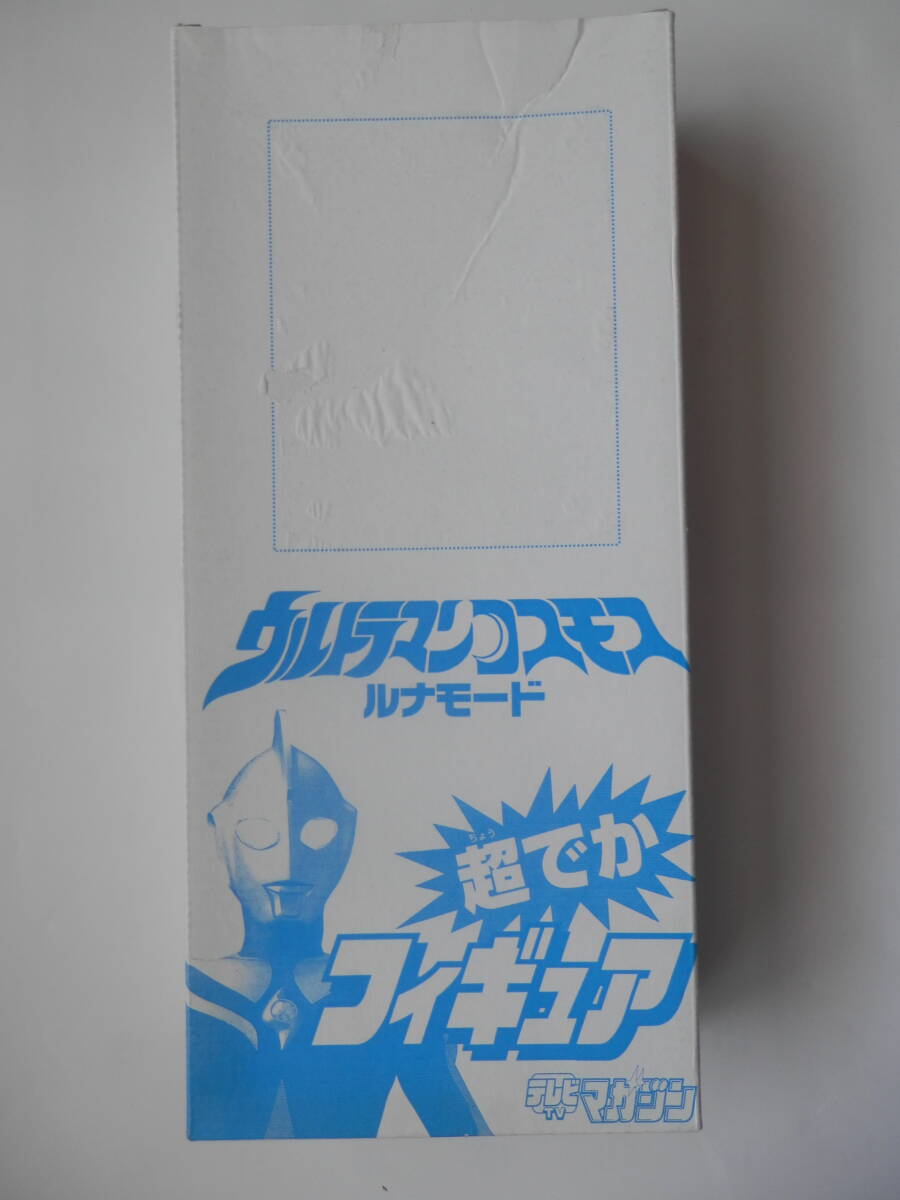 ウルトラマンコスモス
ルナモード
ちょう
超でか
フィギュア
テレビマガジン
TV